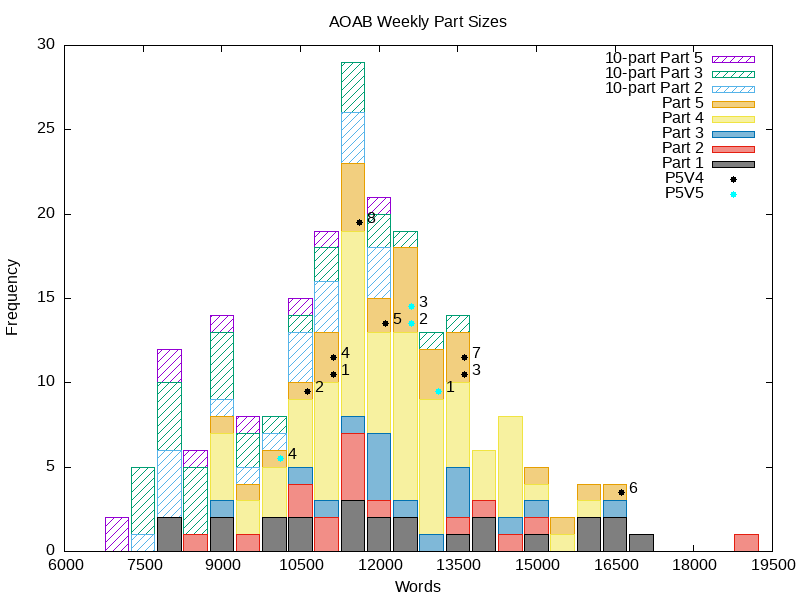 AOAB Weekly Part Sizes
30
25
20
15
10
5
0
Frequency
10-part Part 5
10-part Part 3
10-part Part 2
Part 5
Part 4
Part 3
Part 2
Part 1
P5V4
P5V5
8
3
5 2
4 7
1 3
2 1
4
6
6000 7500 9000 10500 12000 13500 15000 16500 18000 19500
Words